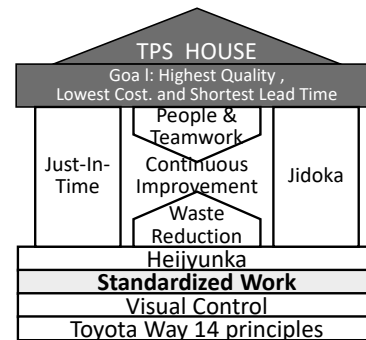 TPS HOUSE
Goa l: Highest Quality ,
Lowest Cost. and Shortest Lead Time
People &
Teamwork
Just-In-
Time
Continuous
Improvement
Jidoka
Waste
Reduction
Heijyunka
Standardized Work
Visual Control
Toyota Way 14 principles